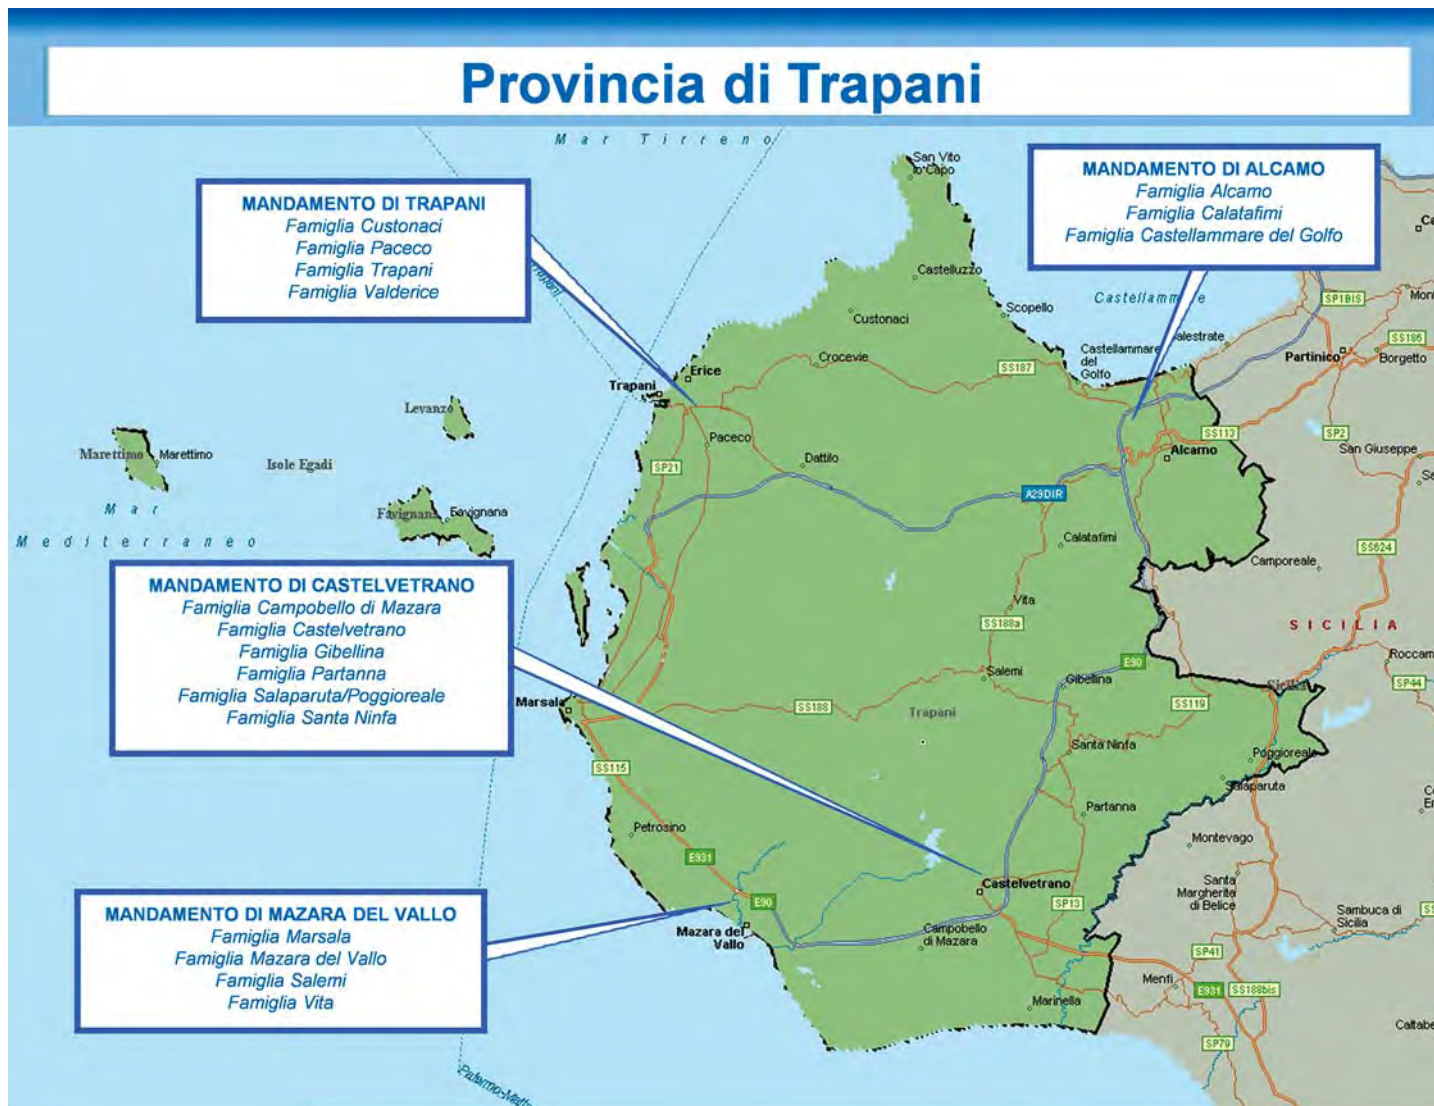 Provincia di Trapani
Mar Tirreno
MANDAMENTO DI TRAPANI
Famiglia Custonaci
Famiglia Paceco
Famiglia Trapani
Famiglia Valderice
MANDAMENTO DI ALCAMO
Famiglia Alcamo
Famiglia Calatafimi
Famiglia Castellammare del Golfo
San Vito
lo Capo
Castelluzzo
Custonaci
Scopello
Castellamme
Crocevie
Castellammare
del
Golfo
alestrate
SP1BIS
Mon
SS186
Partinico
Borgetto
SS187
Erice
Trapani
Trapani
Levanzo
Paceco
Dattilo
SP21
Marettimo
Marettimo
Isole Egadi
Favignana
Favignana
Mar
Mediterraneo
SS113
SP2
Alcamo
San Giuseppe
A29DIR
Calatafimi
SS624
Camporeale
MANDAMENTO DI CASTELVETRANO
Famiglia Campobello di Mazara
Famiglia Castelvetrano
Famiglia Gibellina
Famiglia Partanna
Famiglia Salaparuta/Poggioreale
Famiglia Santa Ninfa
Vita
SS188a
SICILIA
Salemi
E90
Gibellina
Roccam
SP44
Sicilia
Marsala
SS188
Trapani
SS119
Santa Ninfa
Poggioreale
Salaparuta
SS115
Partanna
Petrosino
Montevago
E931
Castelvetrano
Santa
Margherita
di Belice
SP13
E90
Mazara del
Vallo
Campobello
di Mazara
Sambuca di
Sicilia
MANDAMENTO DI MAZARA DEL VALLO
Famiglia Marsala
Famiglia Mazara del Vallo
Famiglia Salemi
Famiglia Vita
SP41
Menfi
E931
SS188bis
Marinella
Caltabe
SP79